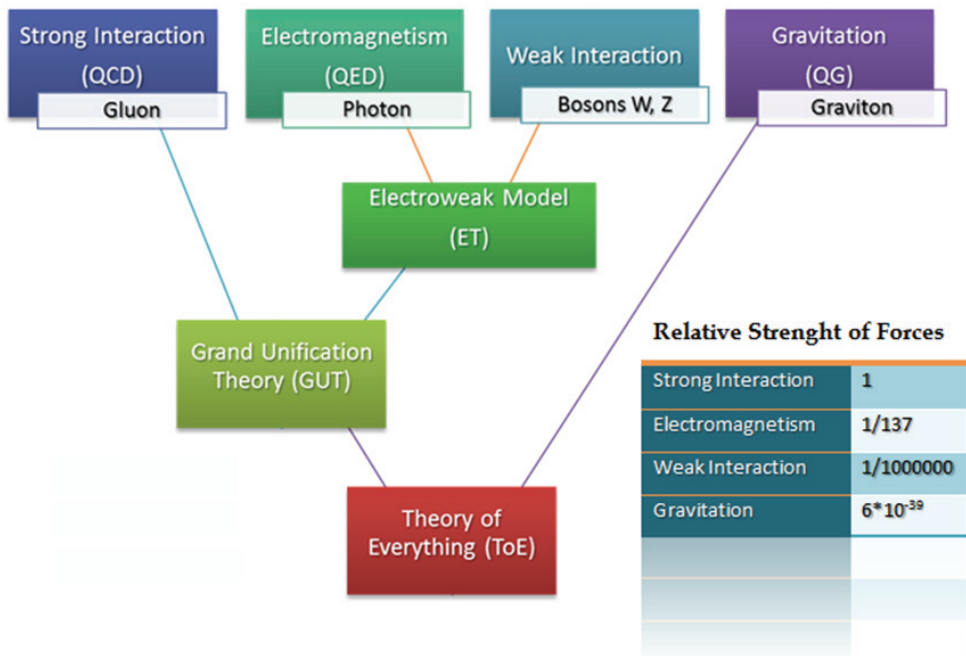 Strong Interaction
(QCD)
Gluon
Electromagnetism
(QED)
Photon
Weak Interaction
Bosons W, Z
Gravitation
(QG)
Graviton
Electroweak Model
(ET)
Grand Unification
Theory (GUT)
Theory of
Everything (ToE)
Relative Strenght of Forces
Strong Interaction 1
Electromagnetism 1/137
Weak Interaction 1/1000000
Gravitation 6*10⁻³⁹